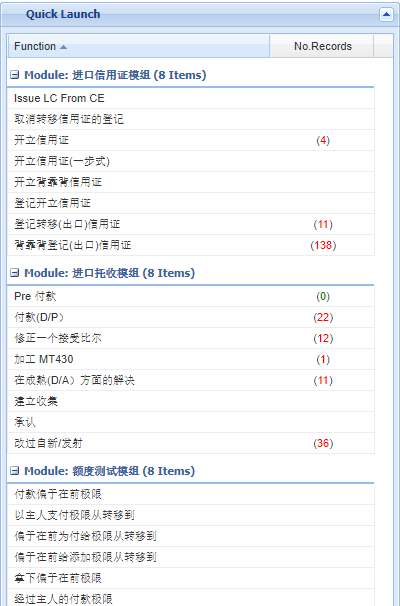 Quick Launch
Function No.Records
Module: 进口信用证模组 (8 Items)
Issue LC From CE
取消转移信用证的登记
开立信用证 (4)
开立信用证(一步式)
开立背靠背信用证
登记开立信用证
登记转移(出口)信用证 (11)
背靠背登记(出口)信用证 (138)
Module: 进口托收模组 (8 Items)
Pre 付款 (0)
付款(D/P) (22)
修正一个接受比尔 (12)
加工 MT430 (1)
在成熟(D/A) 方面的解决 (11)
建立收集
承认
改过自新/发射 (36)
Module: 额度测试模组 (8 Items)
付款偏于在前极限
以主人支付极限从转移到
偏于在前为付给极限从转移到
偏于在前给添加极限从转移到
拿下偏于在前极限
经过主人的付款极限